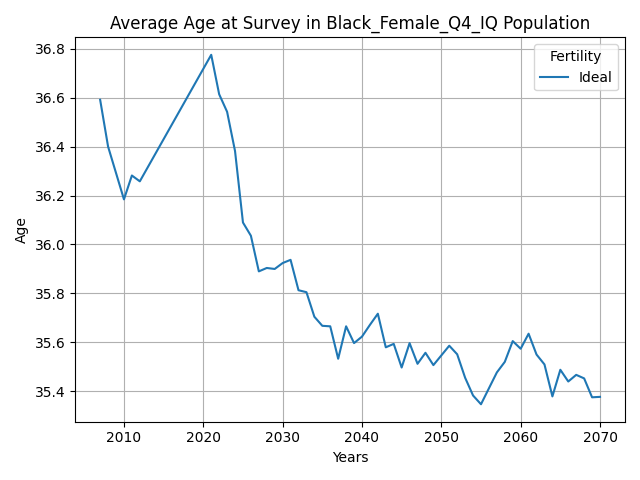 Average Age at Survey in Black_Female_Q4_IQ Population
Fertility
Ideal
Age
36.8
36.6
36.4
36.2
36.0
35.8
35.6
35.4
2010 2020 2030 2040 2050 2060 2070
Years